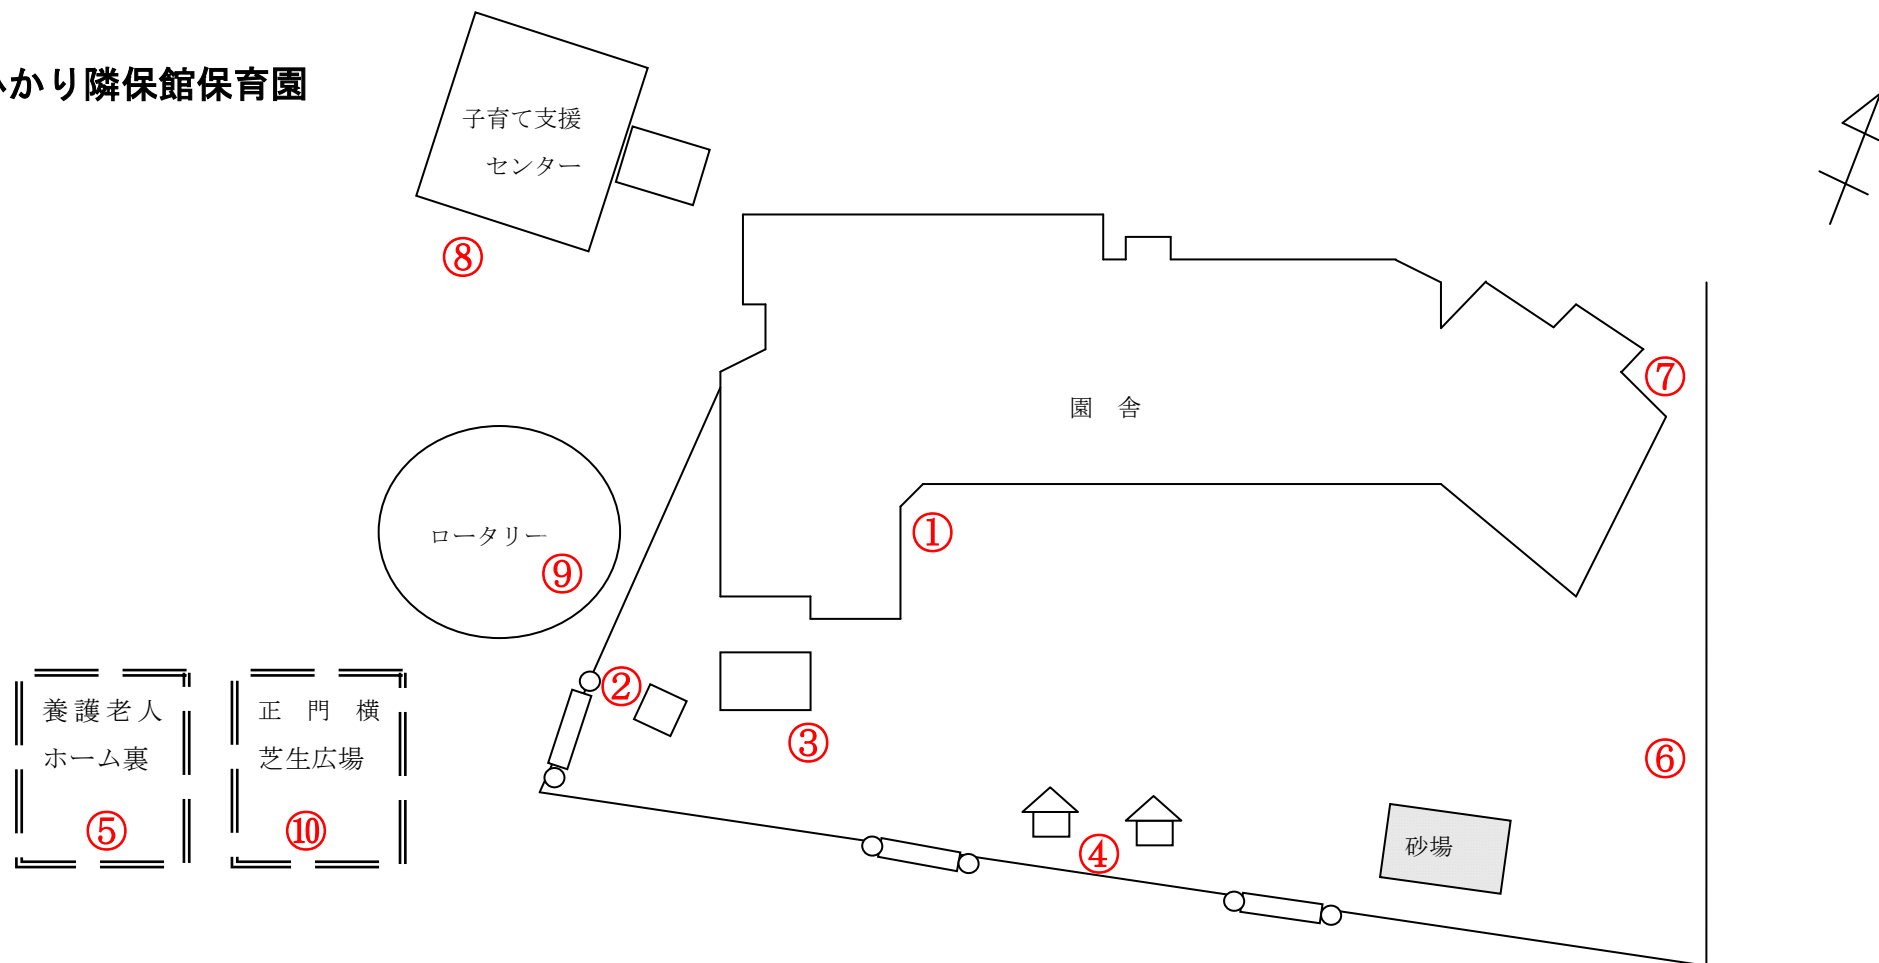 かり隣保館保育園
子育て支援
センター
⑧
⑦
園 舎
①
ロータリー
⑨
②
③
養護老人
ホーム裏
⑤
正門横
芝生広場
⑩
④
砂場
⑥